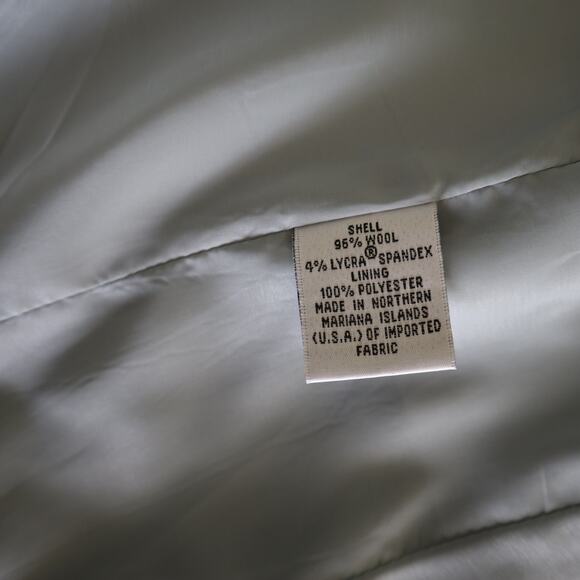 SHELL
96% WOOL
4% LYCRA® SPANDEX
LINING
100% POLYESTER
MADE IN NORTHERN
MARIANA ISLANDS
(U.S.A.) OF IMPORTED
FABRIC